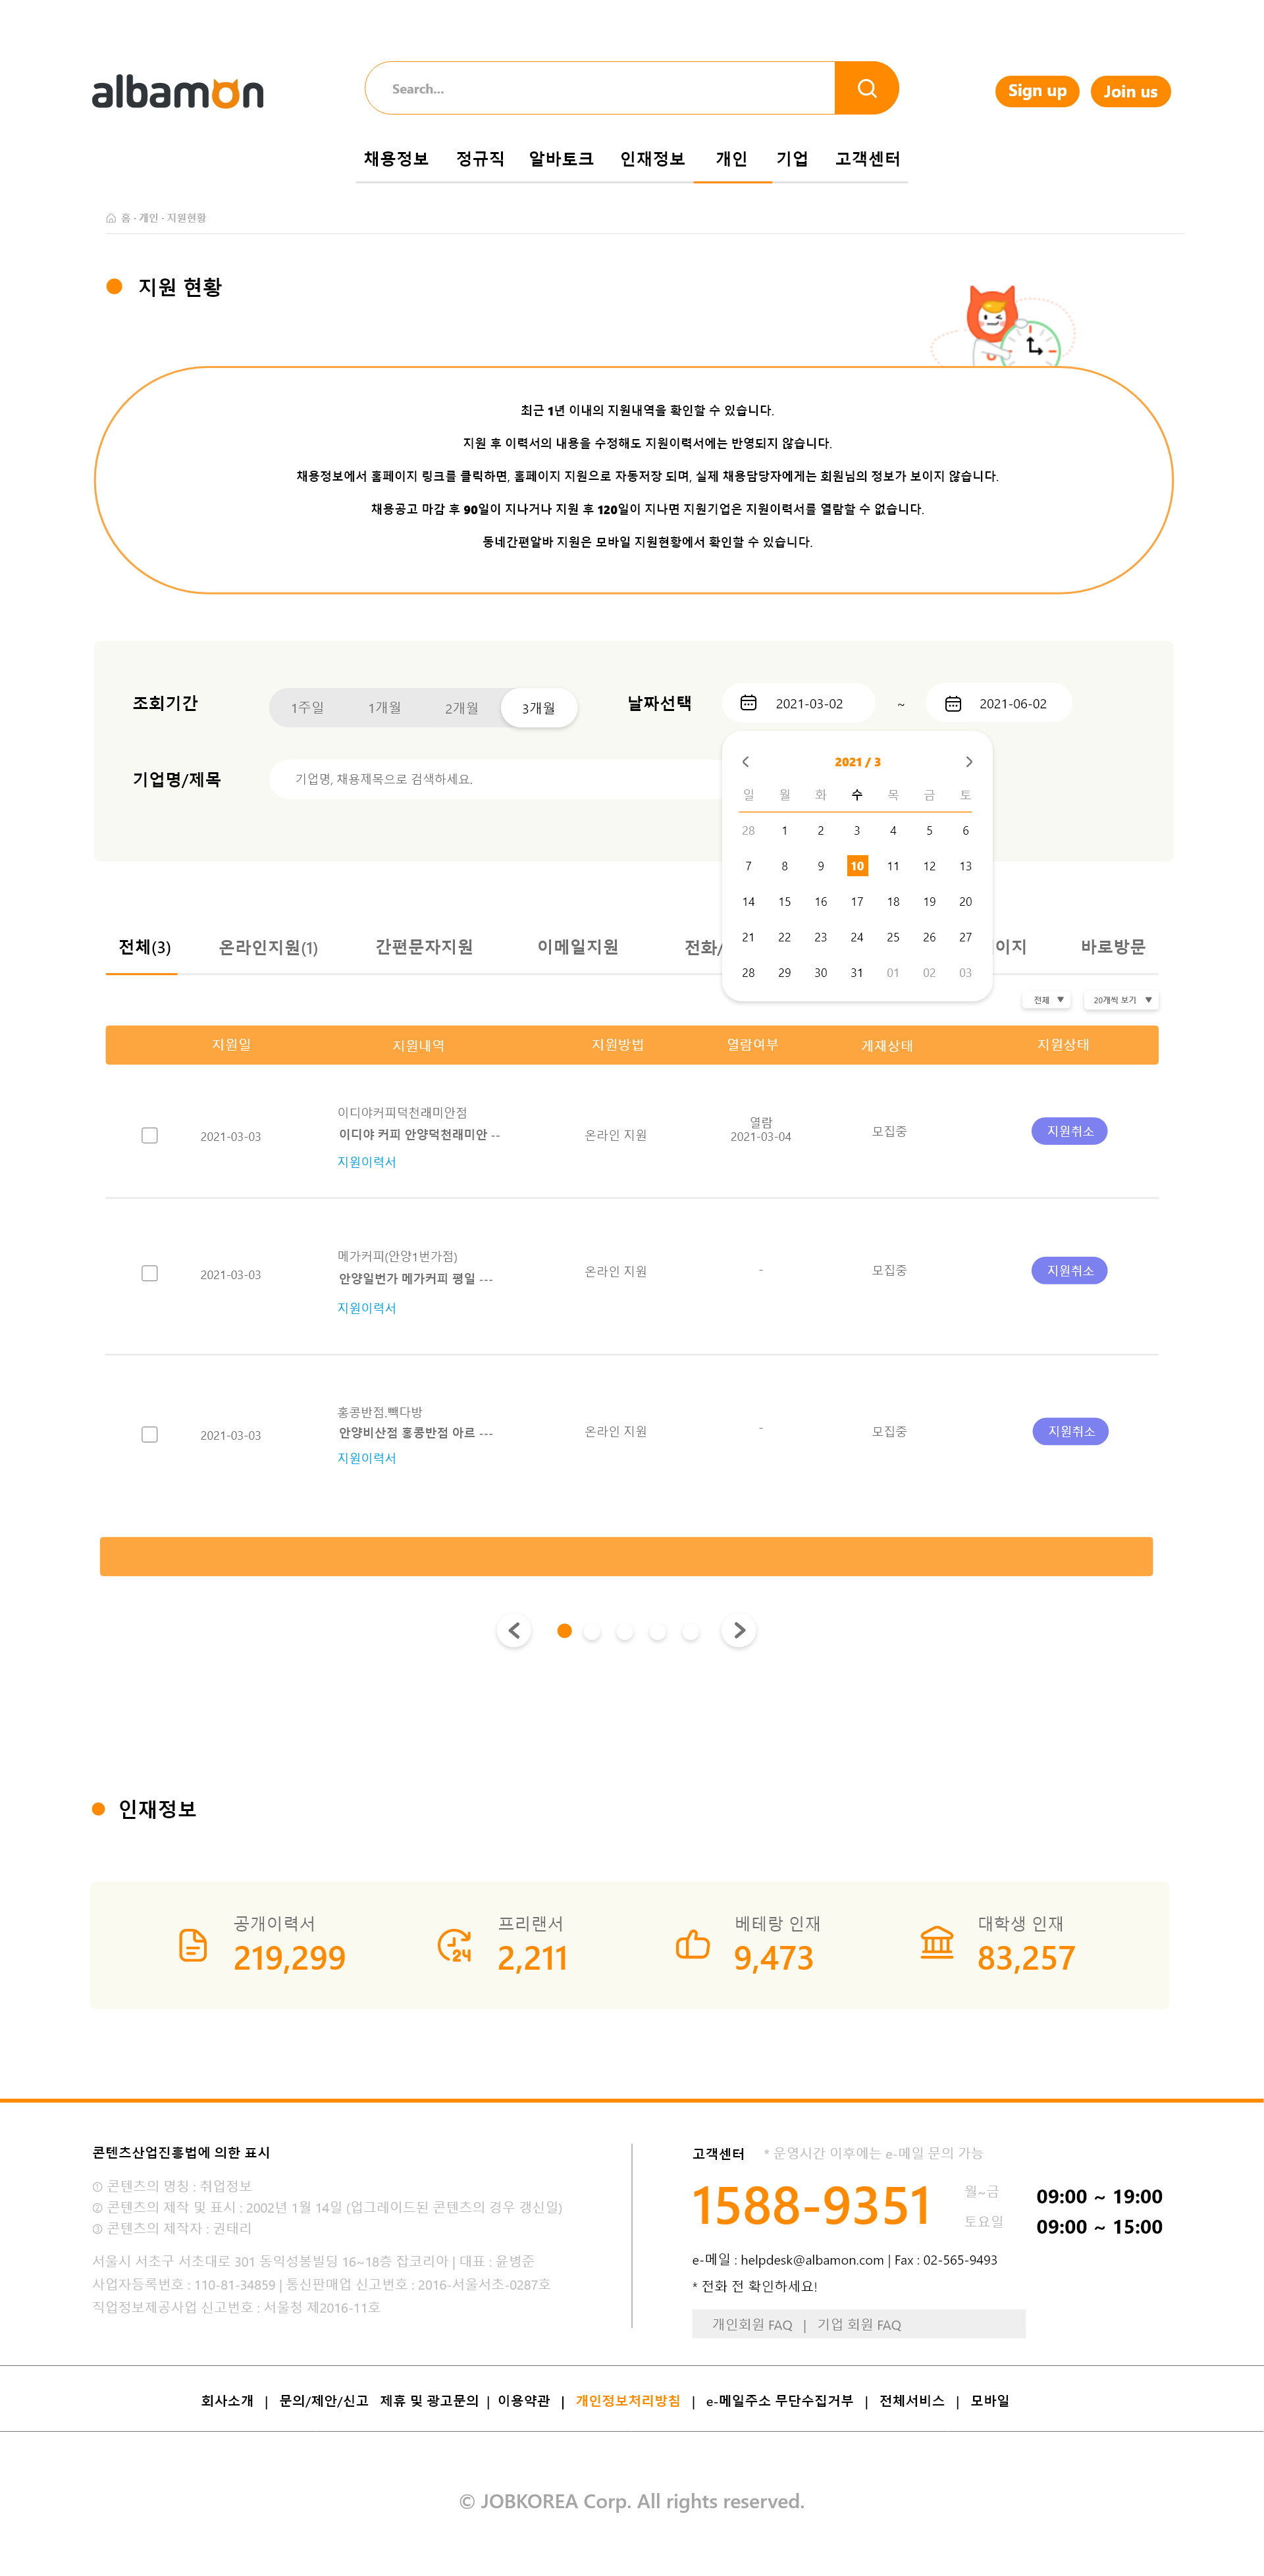 albamon
Search...
Sign up
Join us
채용정보 정규직 알바토크 인재정보 개인 기업 고객센터
홈 - 개인 - 지원현황
지원 현황
최근 1년 이내의 지원내역을 확인할 수 있습니다.
지원 후 이력서의 내용을 수정해도 지원이력서에는 반영되지 않습니다.
채용정보에서 홈페이지 링크를 클릭하면, 홈페이지 지원으로 자동저장 되며, 실제 채용담당자에게는 회원님의 정보가 보이지 않습니다.
채용공고 마감 후 90일이 지나거나 지원 후 120일이 지나면 지원기업은 지원이력서를 열람할 수 없습니다.
동네간편알바 지원은 모바일 지원현황에서 확인할 수 있습니다.
조회기간 1주일 1개월 2개월 3개월 날짜선택 2021-03-02 ~ 2021-06-02
기업명/제목 기업명, 채용제목으로 검색하세요.
2021 / 3
일 월 화 수 목 금 토
28 1 2 3 4 5 6
7 8 9 10 11 12 13
14 15 16 17 18 19 20
21 22 23 24 25 26 27
28 29 30 31 01 02 03
전체(3) 온라인지원(1) 간편문자지원 이메일지원 전화/ 이지 바로방문
전체 ▼ 20개씩 보기 ▼
지원일 지원내역 지원방법 열람여부 게재상태 지원상태
이디야커피덕천래미안점
2021-03-03 이디야 커피 안양덕천래미안 -- 온라인 지원 열람 모집중 지원취소
2021-03-04
지원이력서
메가커피(안양1번가점)
2021-03-03 안양일번가 메가커피 평일 --- 온라인 지원 - 모집중 지원취소
지원이력서
홍콩반점.빽다방
2021-03-03 안양비산점 홍콩반점 아르 --- 온라인 지원 - 모집중 지원취소
지원이력서
인재정보
공개이력서 프리랜서 베테랑 인재 대학생 인재
24
219,299 2,211 9,473 83,257
콘텐츠산업진흥법에 의한 표시
① 콘텐츠의 명칭 : 취업정보
② 콘텐츠의 제작 및 표시 : 2002년 1월 14일 (업그레이드된 콘텐츠의 경우 갱신일)
③ 콘텐츠의 제작자 : 권태리
서울시 서초구 서초대로 301 동익성봉빌딩 16~18층 잡코리아 | 대표 : 윤병준
사업자등록번호 : 110-81-34859 | 통신판매업 신고번호 : 2016-서울서초-0287호
직업정보제공사업 신고번호 : 서울청 제2016-11호
고객센터 * 운영시간 이후에는 e-메일 문의 가능
1588-9351
월~금 09:00 ~ 19:00
토요일 09:00 ~ 15:00
e-메일 : helpdesk@albamon.com | Fax : 02-565-9493
* 전화 전 확인하세요!
개인회원 FAQ | 기업 회원 FAQ
회사소개 | 문의/제안/신고 제휴 및 광고문의 | 이용약관 | 개인정보처리방침 | e-메일주소 무단수집거부 | 전체서비스 | 모바일
© JOBKOREA Corp. All rights reserved.